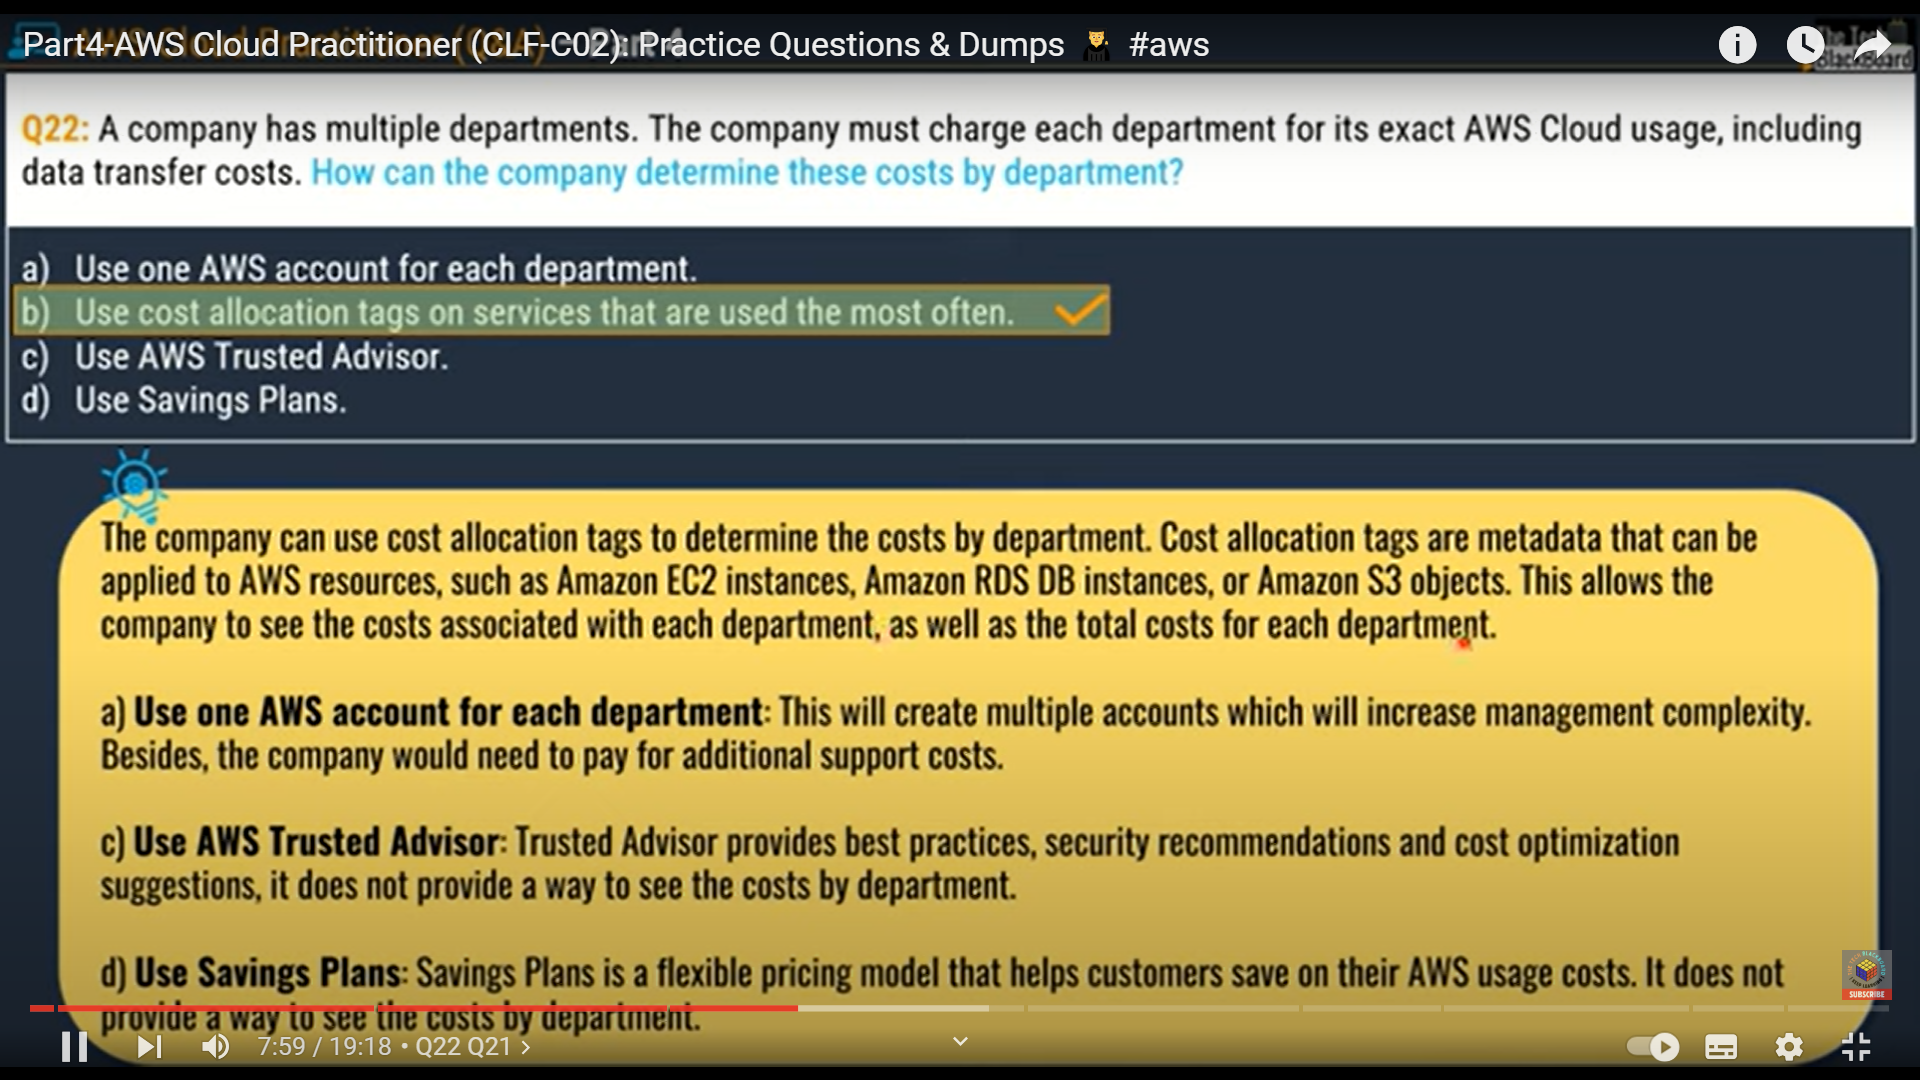 Part4-AWS Cloud Practitioner (CLF-C02): Practice Questions & Dumps #aws
Q22: A company has multiple departments. The company must charge each department for its exact AWS Cloud usage, including
data transfer costs. How can the company determine these costs by department?
a) Use one AWS account for each department.
b) Use cost allocation tags on services that are used the most often.
c) Use AWS Trusted Advisor.
d) Use Savings Plans.
The company can use cost allocation tags to determine the costs by department. Cost allocation tags are metadata that can be
applied to AWS resources, such as Amazon EC2 instances, Amazon RDS DB instances, or Amazon S3 objects. This allows the
company to see the costs associated with each department, as well as the total costs for each department.
a) Use one AWS account for each department: This will create multiple accounts which will increase management complexity.
Besides, the company would need to pay for additional support costs.
c) Use AWS Trusted Advisor: Trusted Advisor provides best practices, security recommendations and cost optimization
suggestions, it does not provide a way to see the costs by department.
d) Use Savings Plans: Savings Plans is a flexible pricing model that helps customers save on their AWS usage costs. It does not
provide a way to see the costs by department.
SUBSCRIBE
7:59 / 19:18 • Q22 Q21 ›